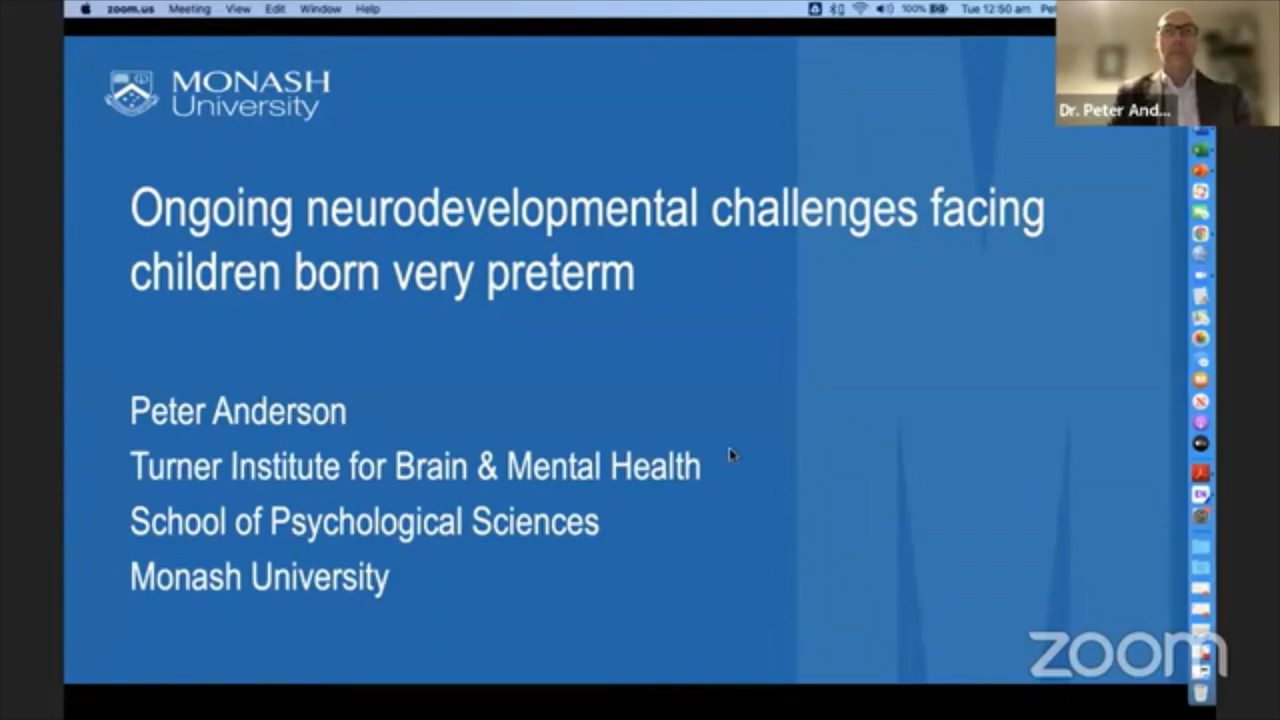 zoom.us Meeting View Edit Window Help
100%
Tue 12:50 am
Dr. Peter And...
MONASH
University
Ongoing neurodevelopmental challenges facing
children born very preterm
Peter Anderson
Turner Institute for Brain & Mental Health
School of Psychological Sciences
Monash University
zoom